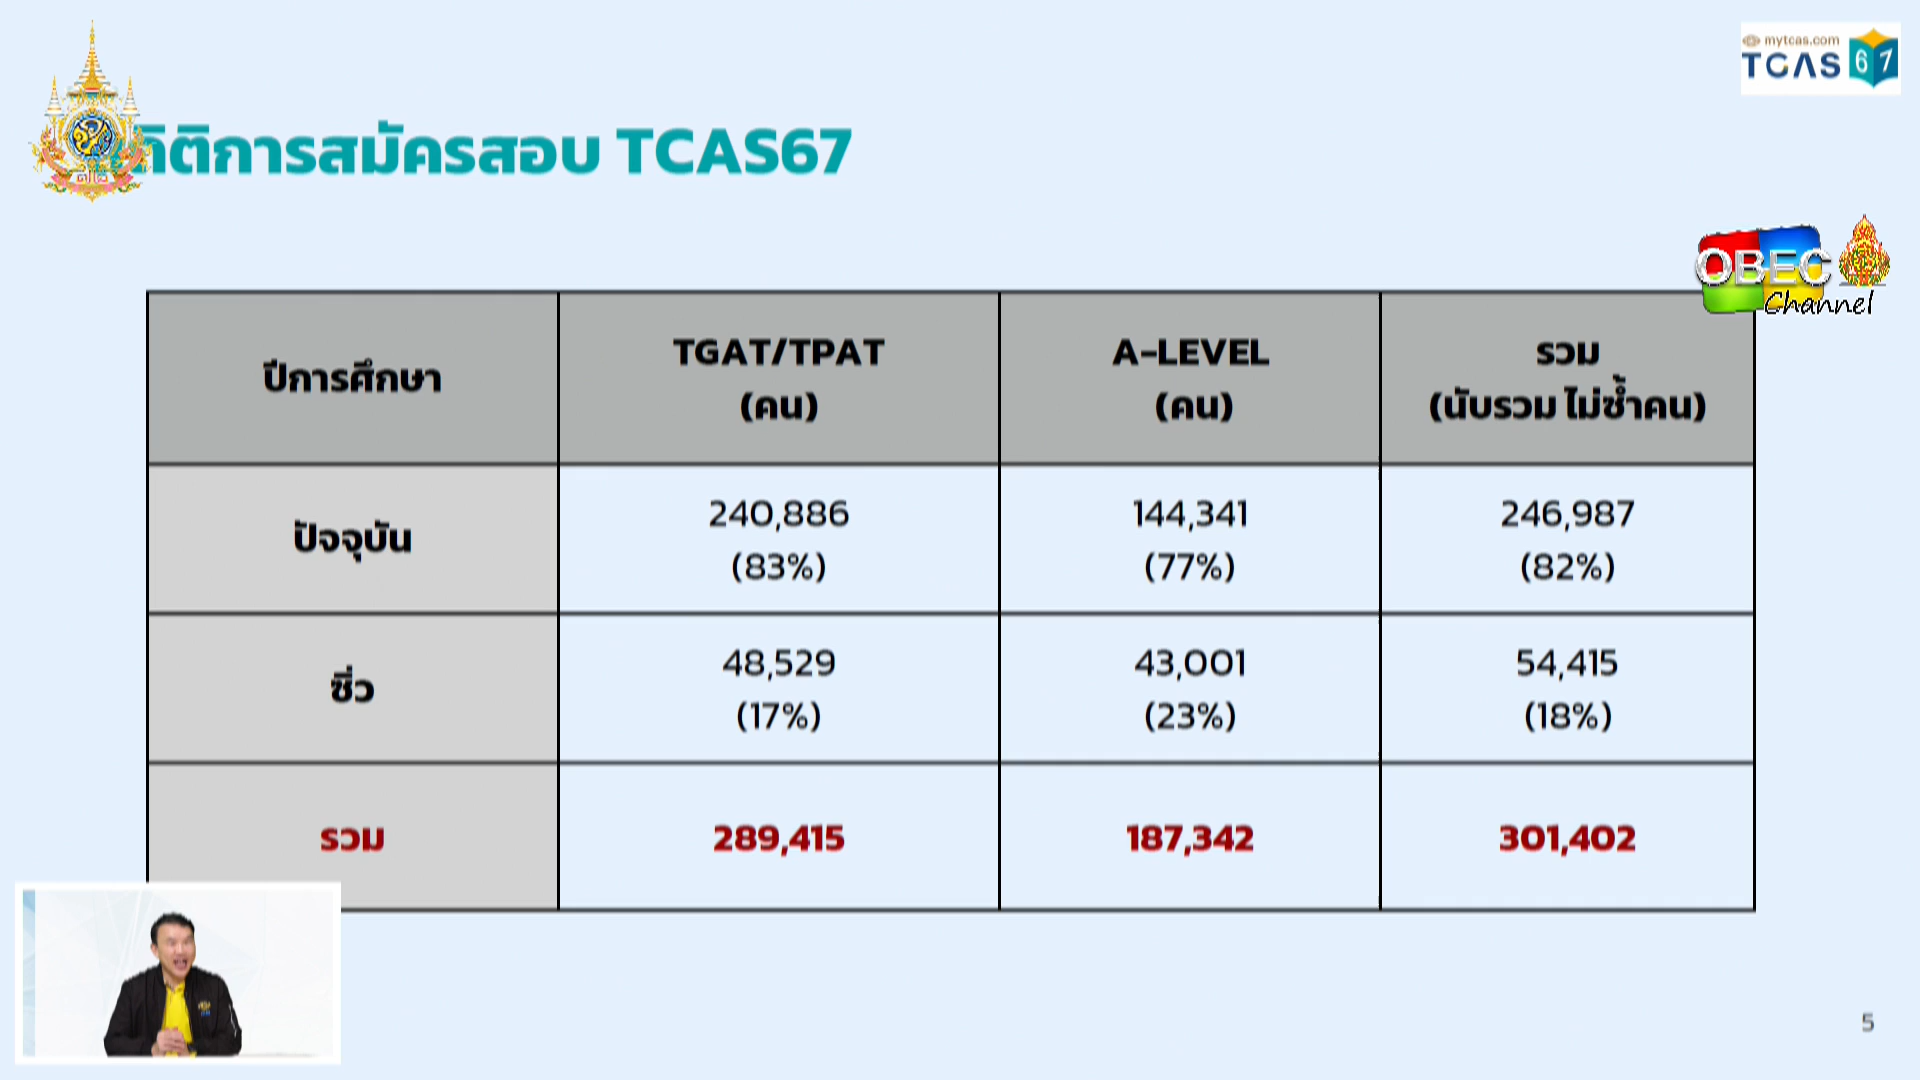 mytcas.com
TCAS 67
ติการสมัครสอบ TCAS67
OBEC
Channel
ปีการศึกษา
TGAT/TPAT
(คน)
A-LEVEL
(คน)
รวม
(นับรวม ไม่ซ้ำคน)
ปัจจุบัน
240,886
(83%)
144,341
(77%)
246,987
(82%)
ซิ่ว
48,529
(17%)
43,001
(23%)
54,415
(18%)
รวม
289,415
187,342
301,402
5